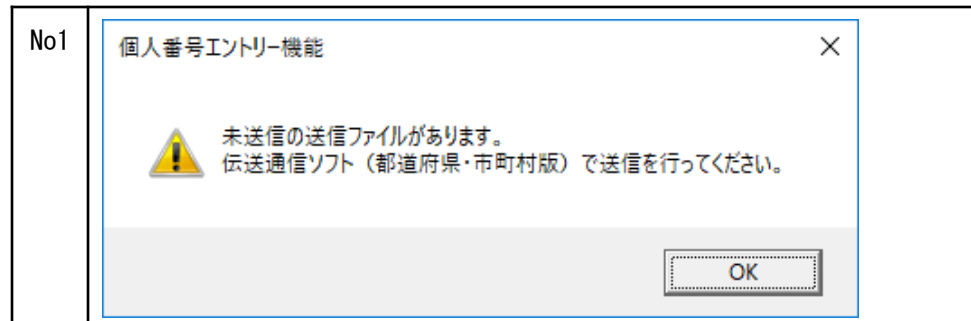 No1
個人番号エントリー機能
未送信の送信ファイルがあります。
伝送通信ソフト（都道府県・市町村版）で送信を行ってください。
OK